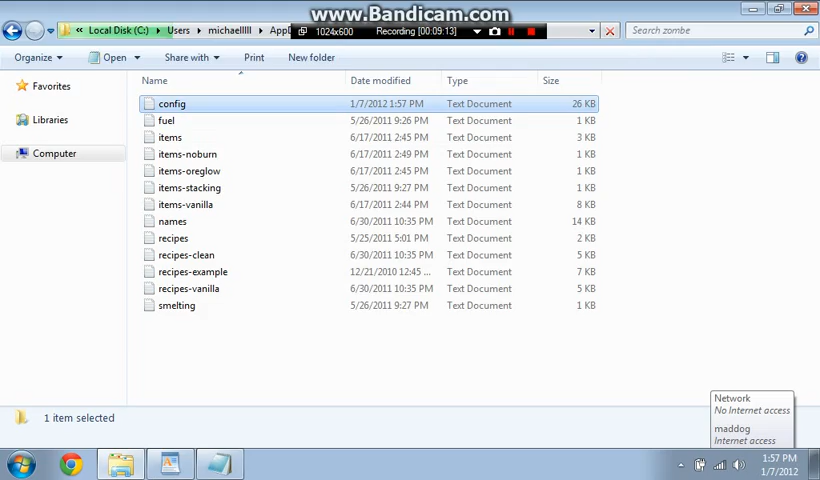 www.Bandicam.com
« Local Disk (C:) ▸ Users ▸ michaelllll ▸ AppD
1024x600 Recording [00:09:13]
Search zombe
Organize Open Share with Print New folder
Favorites
Libraries
Computer
Name Date modified Type Size
config 1/7/2012 1:57 PM Text Document 26 KB
fuel 5/26/2011 9:26 PM Text Document 1 KB
items 6/17/2011 2:45 PM Text Document 3 KB
items-noburn 6/17/2011 2:49 PM Text Document 1 KB
items-oreglow 6/17/2011 2:45 PM Text Document 1 KB
items-stacking 5/26/2011 9:27 PM Text Document 1 KB
items-vanilla 6/17/2011 2:44 PM Text Document 8 KB
names 6/30/2011 10:35 PM Text Document 14 KB
recipes 5/25/2011 5:01 PM Text Document 2 KB
recipes-clean 6/30/2011 10:35 PM Text Document 5 KB
recipes-example 12/21/2010 12:45 ... Text Document 7 KB
recipes-vanilla 6/30/2011 10:35 PM Text Document 5 KB
smelting 5/26/2011 9:27 PM Text Document 1 KB
1 item selected
Network
No Internet access
maddog
Internet access
1:57 PM
1/7/2012